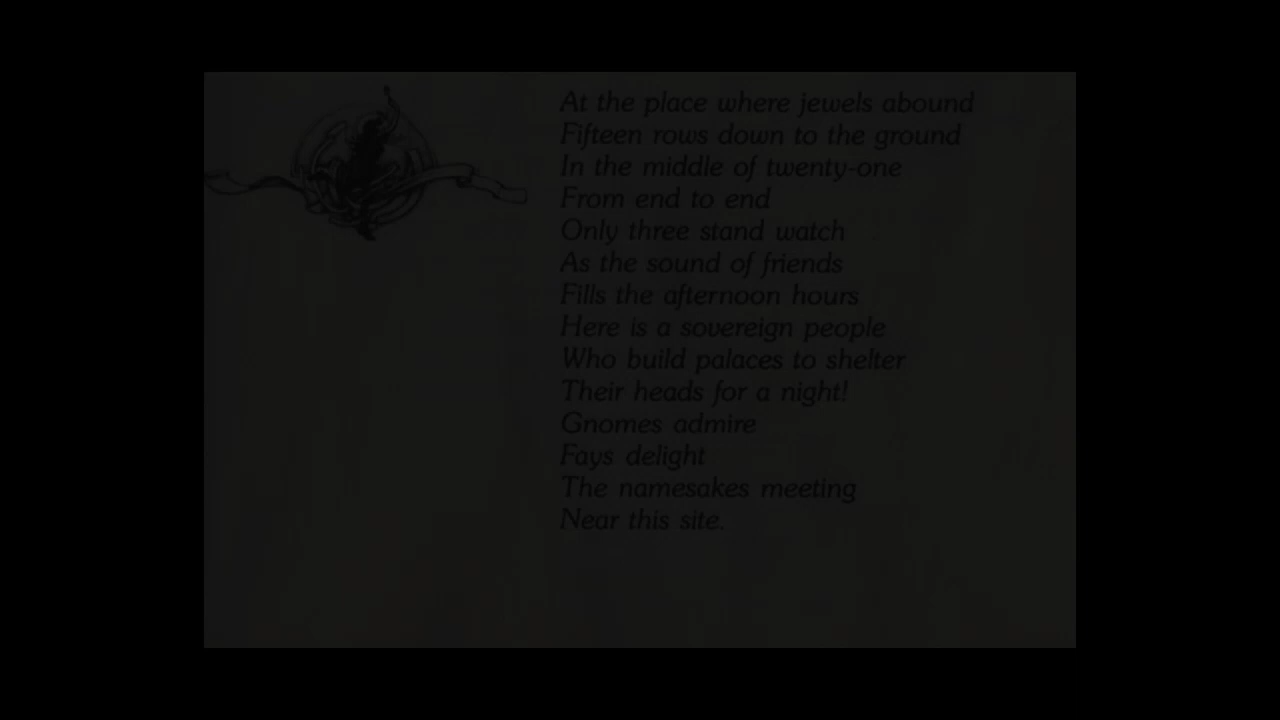 At the place where jewels abound
Fifteen rows down to the ground
In the middle of twenty-one
From end to end
Only three stand watch
As the sound of friends
Fills the afternoon hours
Here is a sovereign people
Who build palaces to shelter
Their heads for a night!
Gnomes admire
Fays delight
The namesakes meeting
Near this site.